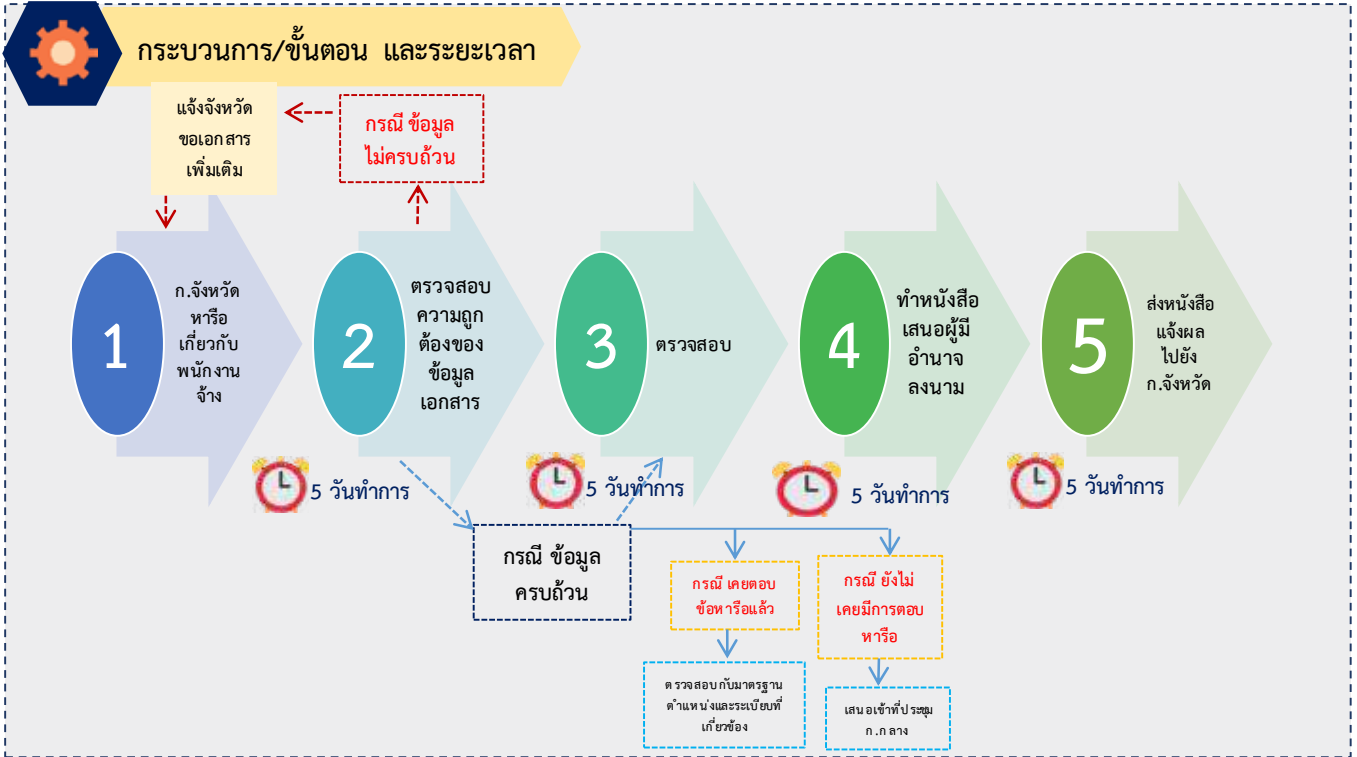 กระบวนการ/ขั้นตอน และระยะเวลา
แจ้งจังหวัด
ขอเอกสาร
เพิ่มเติม
กรณี ข้อมูล
ไม่ครบถ้วน
1
ก.จังหวัด
หารือ
เกี่ยวกับ
พนักงาน
จ้าง
2
ตรวจสอบ
ความถูก
ต้องของ
ข้อมูล
เอกสาร
3
ตรวจสอบ
4
ทำหนังสือ
เสนอผู้มี
อำนาจ
ลงนาม
5
ส่งหนังสือ
แจ้งผล
ไปยัง
ก.จังหวัด
5 วันทำการ
5 วันทำการ
5 วันทำการ
5 วันทำการ
กรณี ข้อมูล
ครบถ้วน
กรณี เคยตอบ
ข้อหารือแล้ว
กรณี ยังไม่
เคยมีการตอบ
หารือ
ตรวจสอบกับมาตรฐาน
ตำแหน่งและระเบียบที่
เกี่ยวข้อง
เสนอเข้าที่ประชุม
ก.กลาง